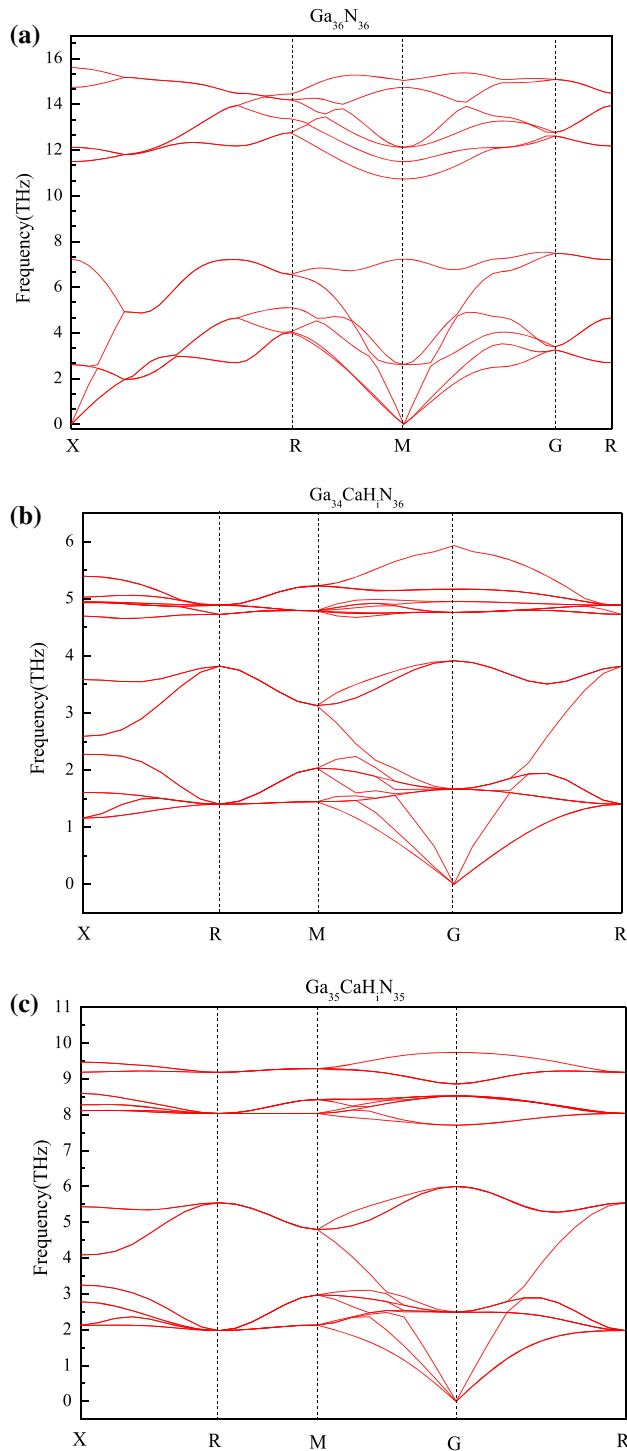 (a)
Ga₃₆N₃₆
Frequency(THz)
16
14
12
10
8
6
4
2
0
X R M G R
(b)
Ga₃₄CaHᵢN₃₆
Frequency(THz)
6
5
4
3
2
1
0
X R M G R
(c)
Ga₃₅CaHᵢN₃₅
Frequency(THz)
11
10
9
8
7
6
5
4
3
2
1
0
X R M G R